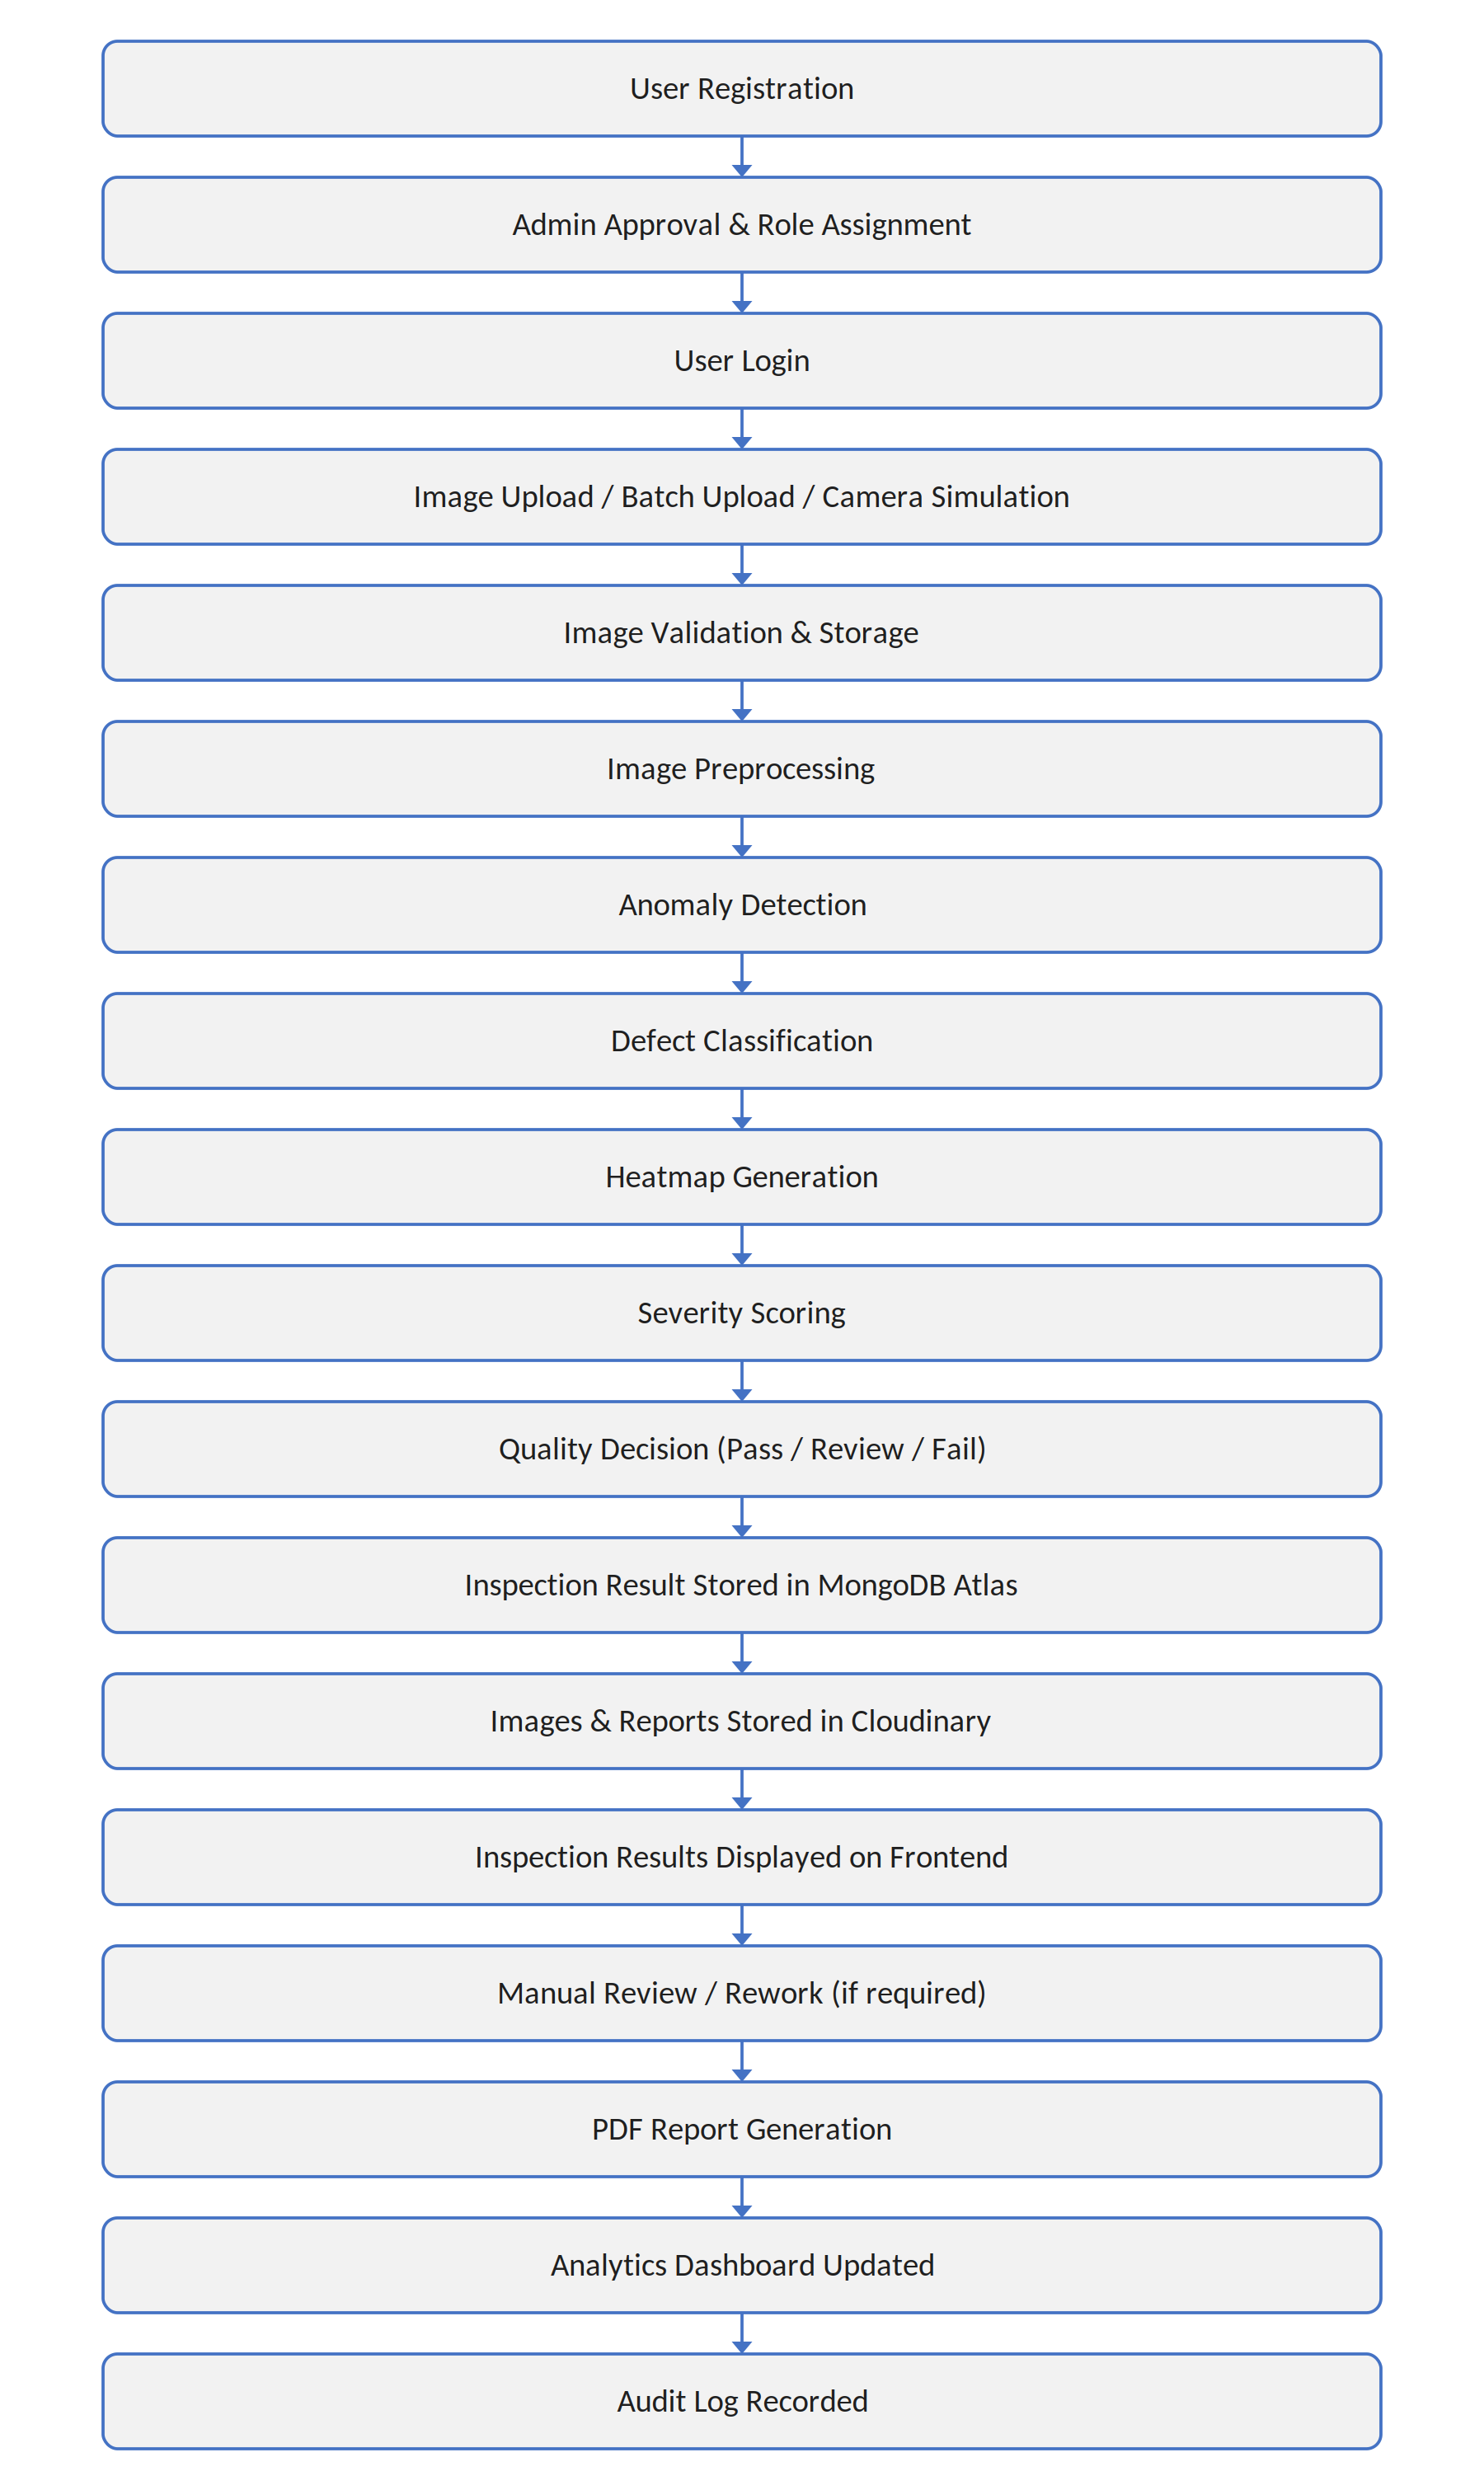 User Registration
Admin Approval & Role Assignment
User Login
Image Upload / Batch Upload / Camera Simulation
Image Validation & Storage
Image Preprocessing
Anomaly Detection
Defect Classification
Heatmap Generation
Severity Scoring
Quality Decision (Pass / Review / Fail)
Inspection Result Stored in MongoDB Atlas
Images & Reports Stored in Cloudinary
Inspection Results Displayed on Frontend
Manual Review / Rework (if required)
PDF Report Generation
Analytics Dashboard Updated
Audit Log Recorded